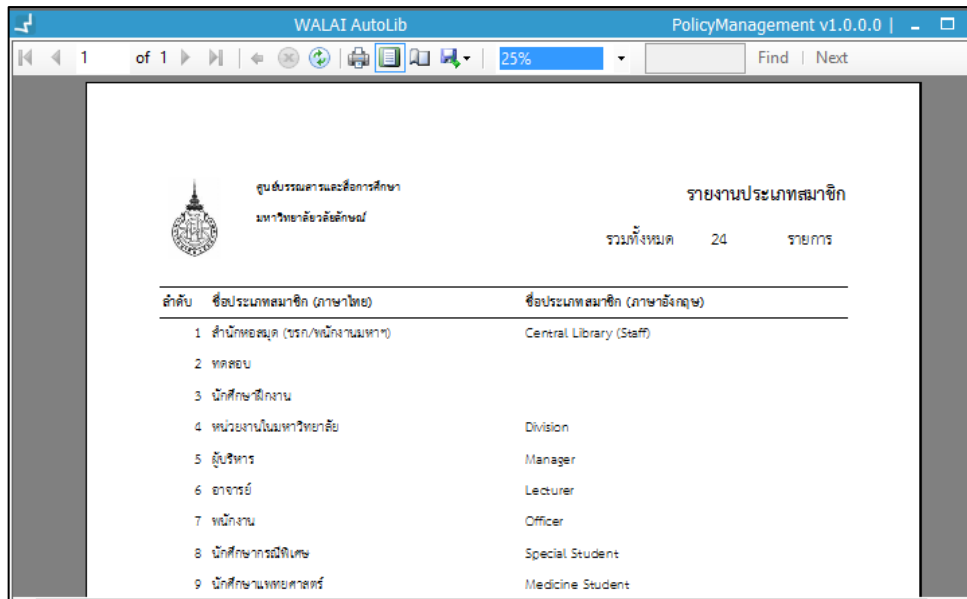 WALAI AutoLib PolicyManagement v1.0.0.0 |
1 of 1 25% Find | Next
ศูนย์บรรณสารและสื่อการศึกษา
รายงานประเภทสมาชิก
มหาวิทยาลัยวลัยลักษณ์
รวมทั้งหมด 24 รายการ
ลำดับ ชื่อประเภทสมาชิก (ภาษาไทย) ชื่อประเภทสมาชิก (ภาษาอังกฤษ)
1 สำนักหอสมุด (ขรก/พนักงานมหาฯ) Central Library (Staff)
2 ทดสอบ
3 นักศึกษาฝึกงาน
4 หน่วยงานในมหาวิทยาลัย Division
5 ผู้บริหาร Manager
6 อาจารย์ Lecturer
7 พนักงาน Officer
8 นักศึกษากรณีพิเศษ Special Student
9 นักศึกษาแพทยศาสตร์ Medicine Student